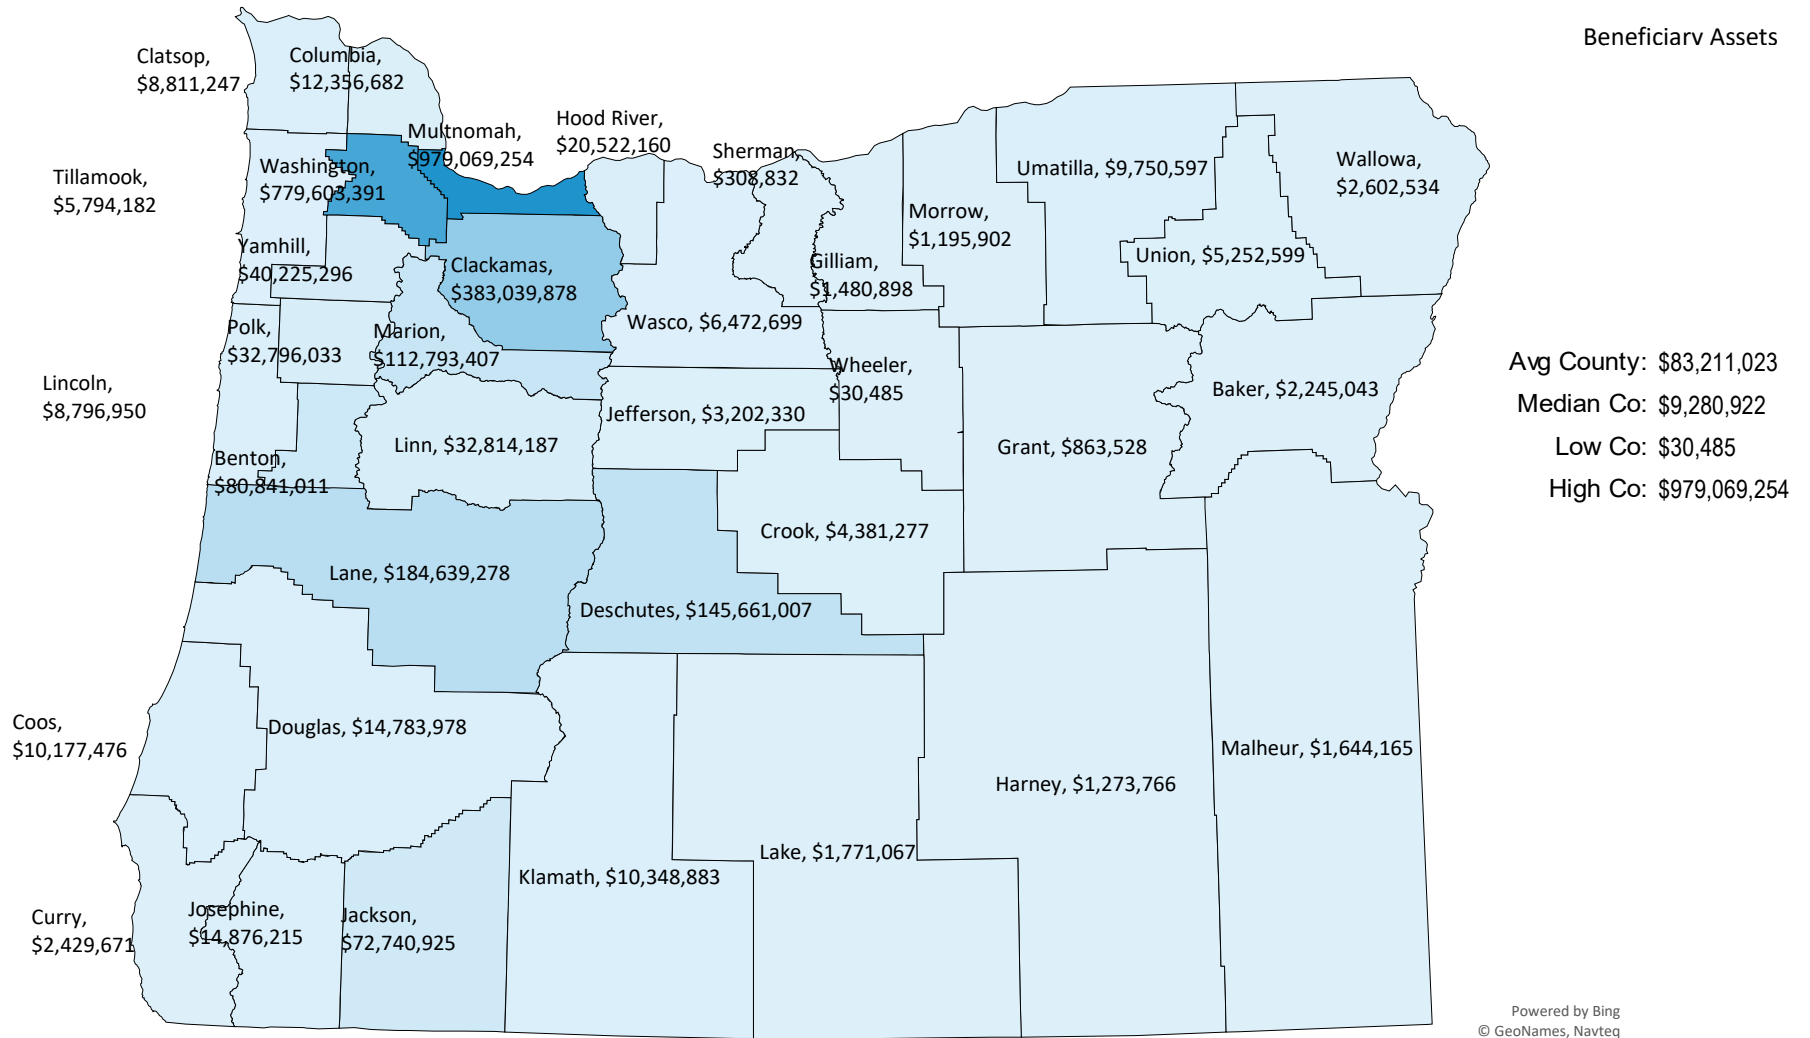 Beneficiary Assets
Clatsop,
$8,811,247
Columbia,
$12,356,682
Multnomah,
$979,069,254
Hood River,
$20,522,160
Sherman,
$308,832
Umatilla, $9,750,597
Wallowa,
$2,602,534
Washington,
$779,603,391
Tillamook,
$5,794,182
Morrow,
$1,195,902
Union, $5,252,599
Yamhill,
$40,225,296
Clackamas,
$383,039,878
Gilliam,
$1,480,898
Wasco, $6,472,699
Polk,
$32,796,033
Marion,
$112,793,407
Wheeler,
$30,485
Baker, $2,245,043
Lincoln,
$8,796,950
Jefferson, $3,202,330
Linn, $32,814,187
Grant, $863,528
Benton,
$80,841,011
Avg County: $83,211,023
Median Co: $9,280,922
Low Co: $30,485
High Co: $979,069,254
Crook, $4,381,277
Lane, $184,639,278
Deschutes, $145,661,007
Coos,
$10,177,476
Douglas, $14,783,978
Malheur, $1,644,165
Harney, $1,273,766
Lake, $1,771,067
Klamath, $10,348,883
Curry,
$2,429,671
Josephine,
$14,876,215
Jackson,
$72,740,925
Powered by Bing
© GeoNames, Navteq